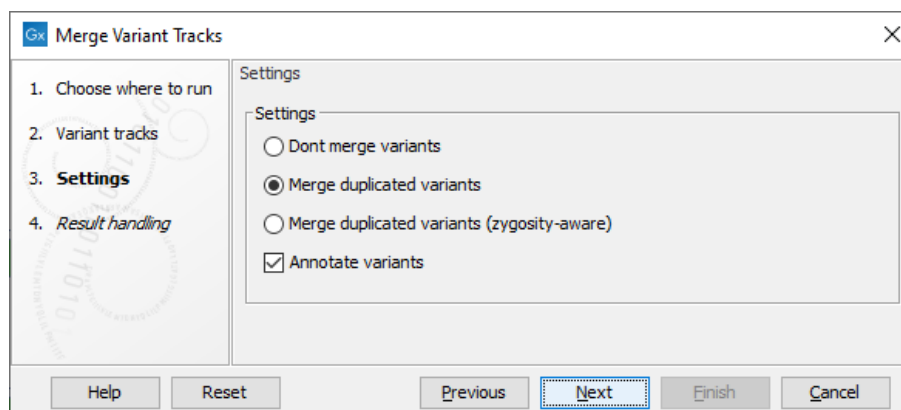 Gx Merge Variant Tracks
Settings
1. Choose where to run
2. Variant tracks
3. Settings
4. Result handling
Settings
Dont merge variants
Merge duplicated variants
Merge duplicated variants (zygosity-aware)
Annotate variants
Help Reset Previous Next Finish Cancel